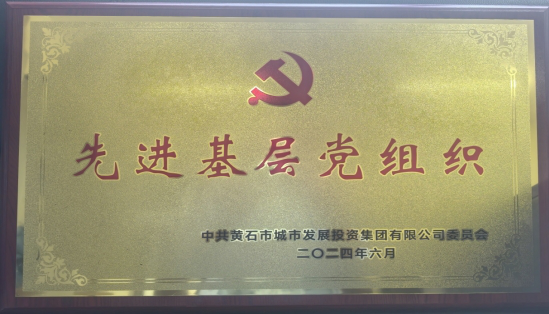 先进基层党组织
中共黄石市城市发展投资集团有限公司委员会
二〇二四年六月